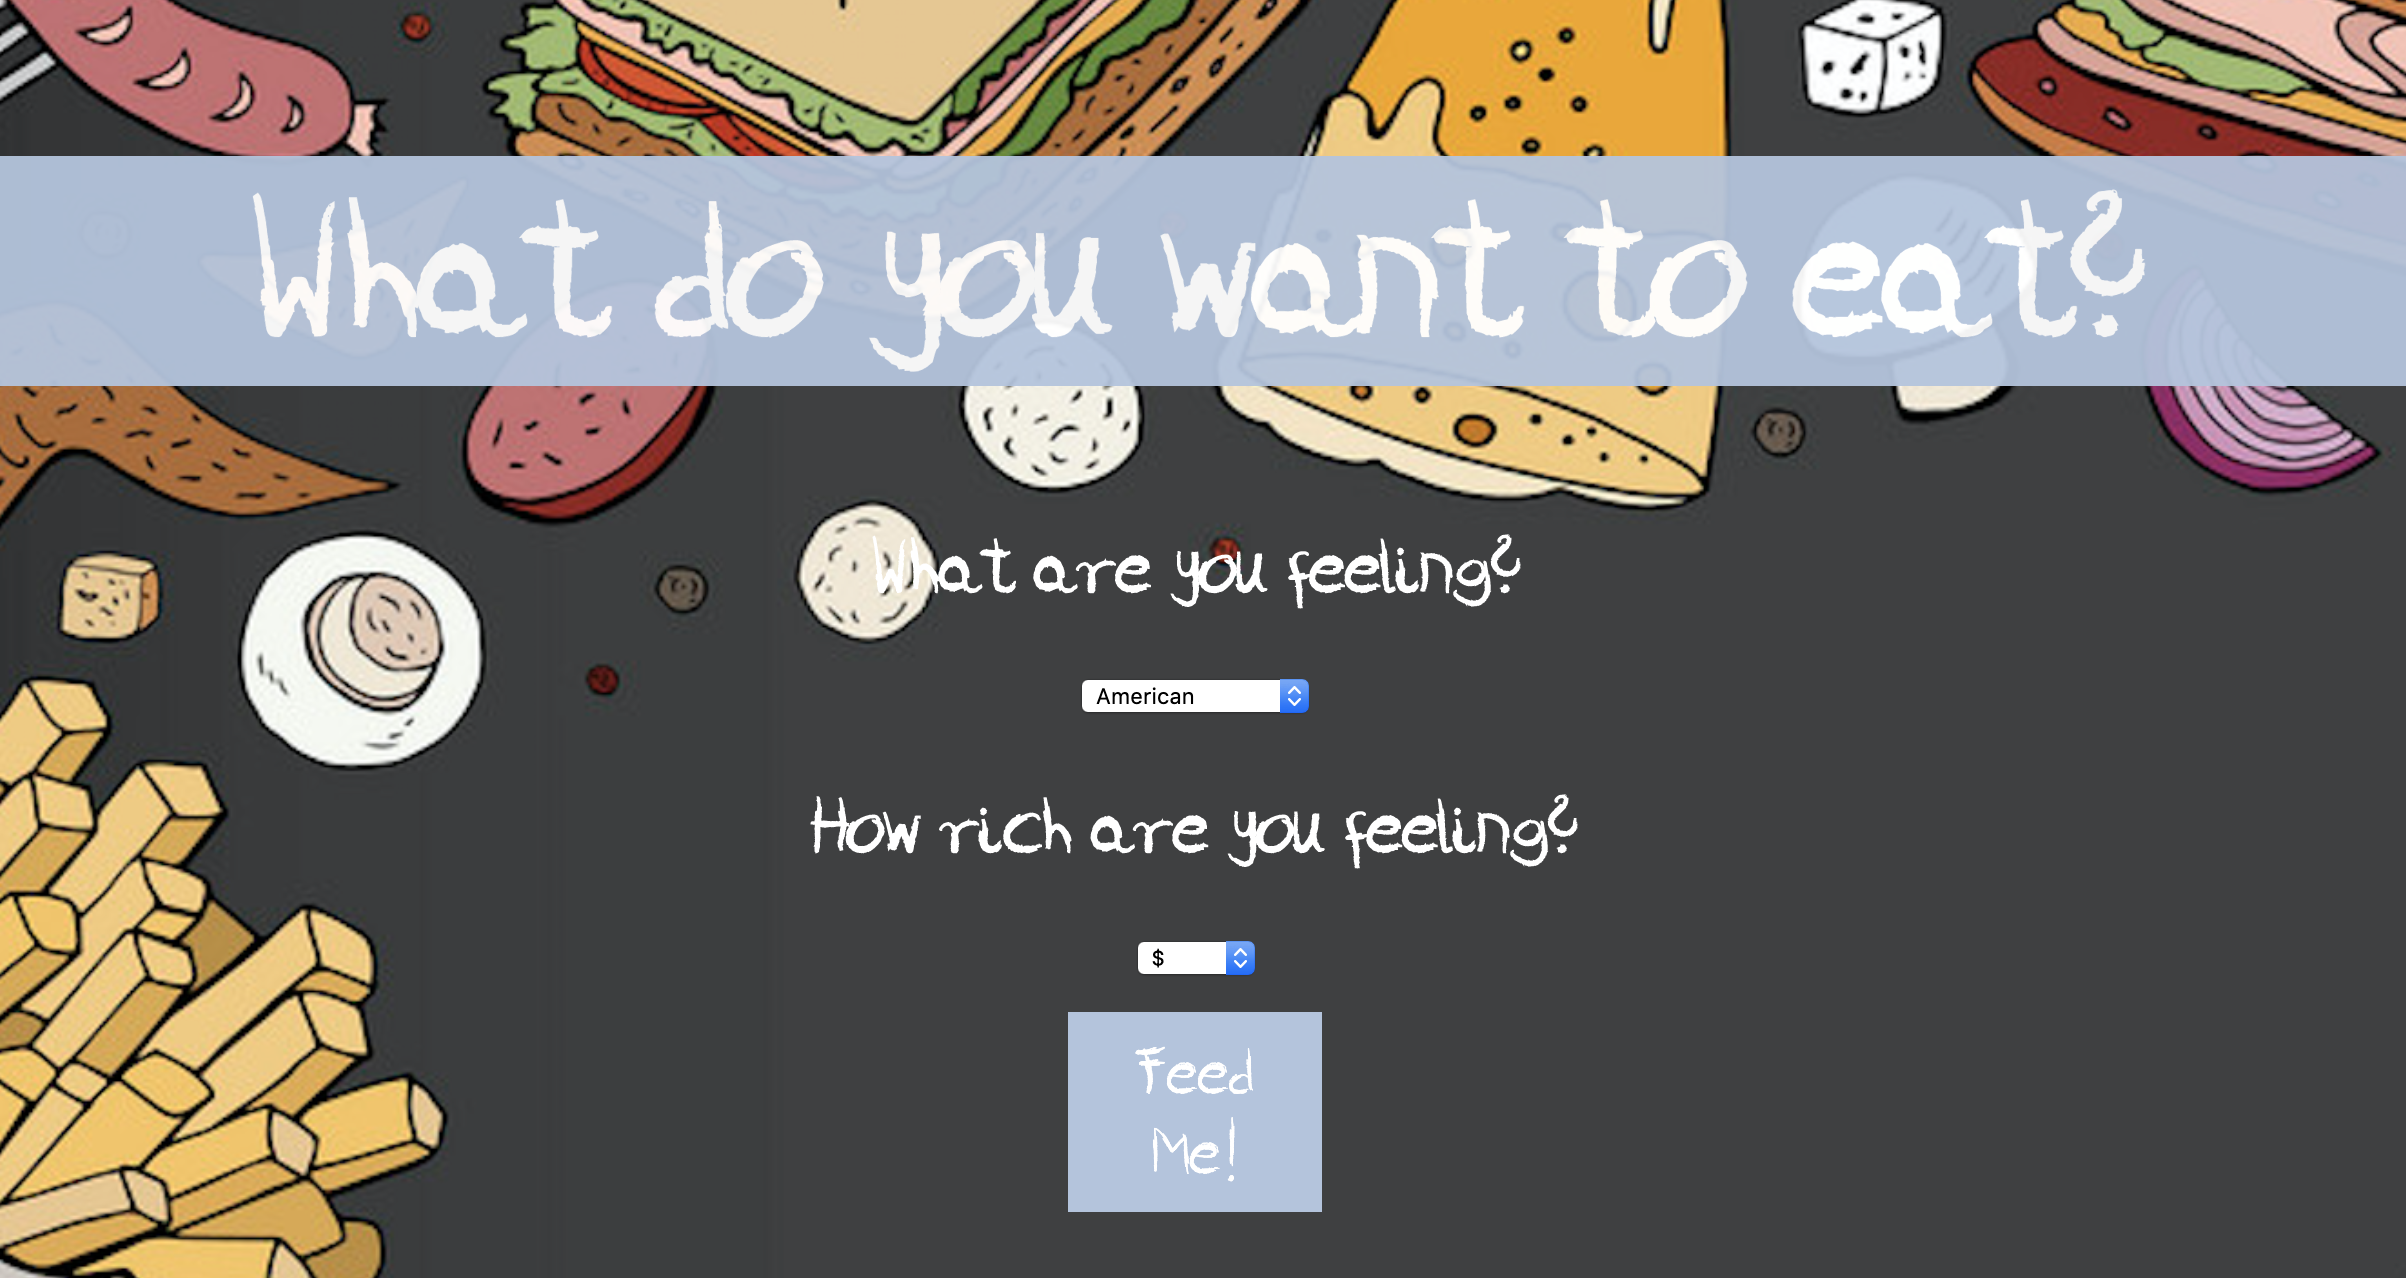 What do you want to eat?
What are you feeling?
American
How rich are you feeling?
$
Feed
Me!